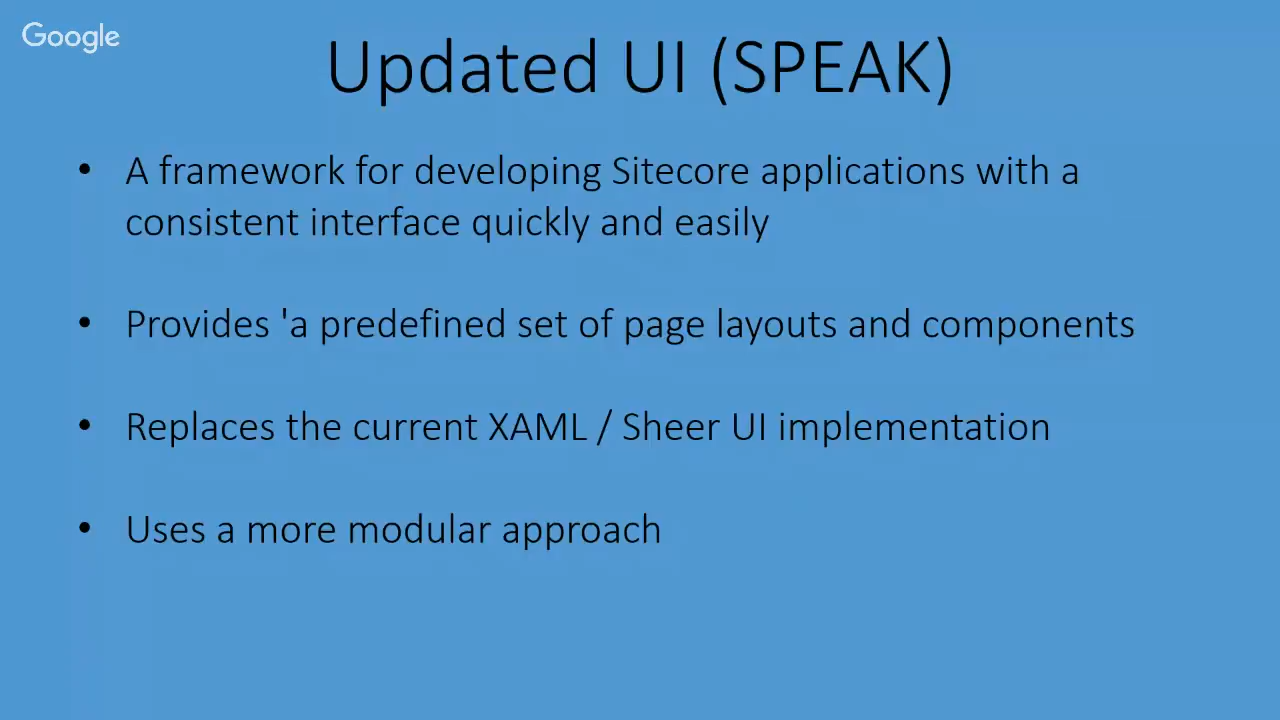 Google
Updated UI (SPEAK)
• A framework for developing Sitecore applications with a
consistent interface quickly and easily
• Provides 'a predefined set of page layouts and components
• Replaces the current XAML / Sheer UI implementation
• Uses a more modular approach